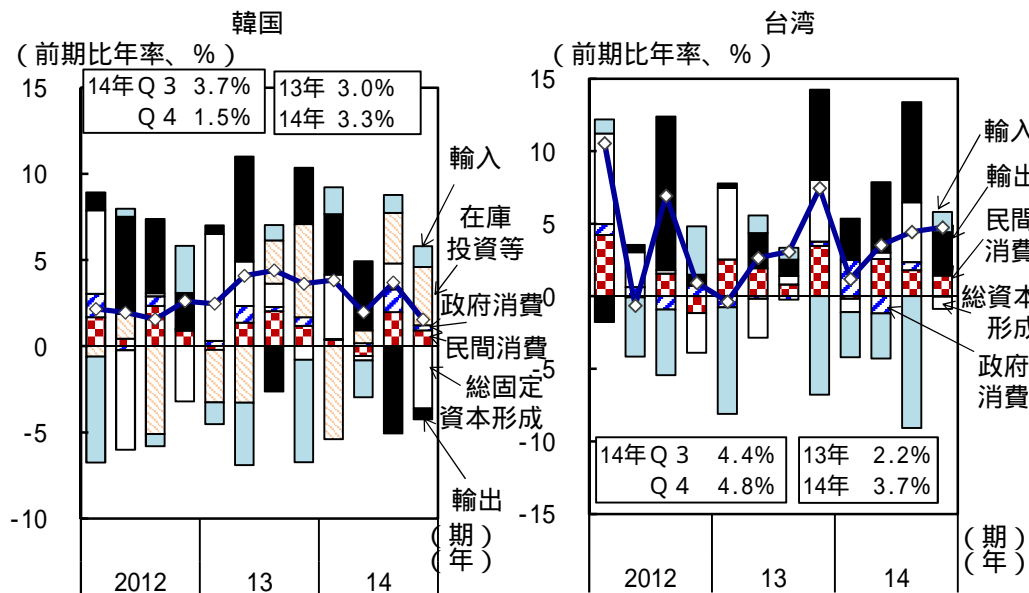 韓国
(前期比年率、%)
14年Q3 3.7%
Q4 1.5%
13年 3.0%
14年 3.3%
15
10
5
0
-5
-10
輸入
在庫
投資等
政府消費
民間消費
総固定
資本形成
輸出
(期)
(年)
2012
13
14
台湾
(前期比年率、%)
15
10
5
0
-5
-10
-15
輸入
輸出
民間
消費
総資本
形成
政府
消費
14年Q3 4.4%
Q4 4.8%
13年 2.2%
14年 3.7%
(期)
(年)
2012
13
14